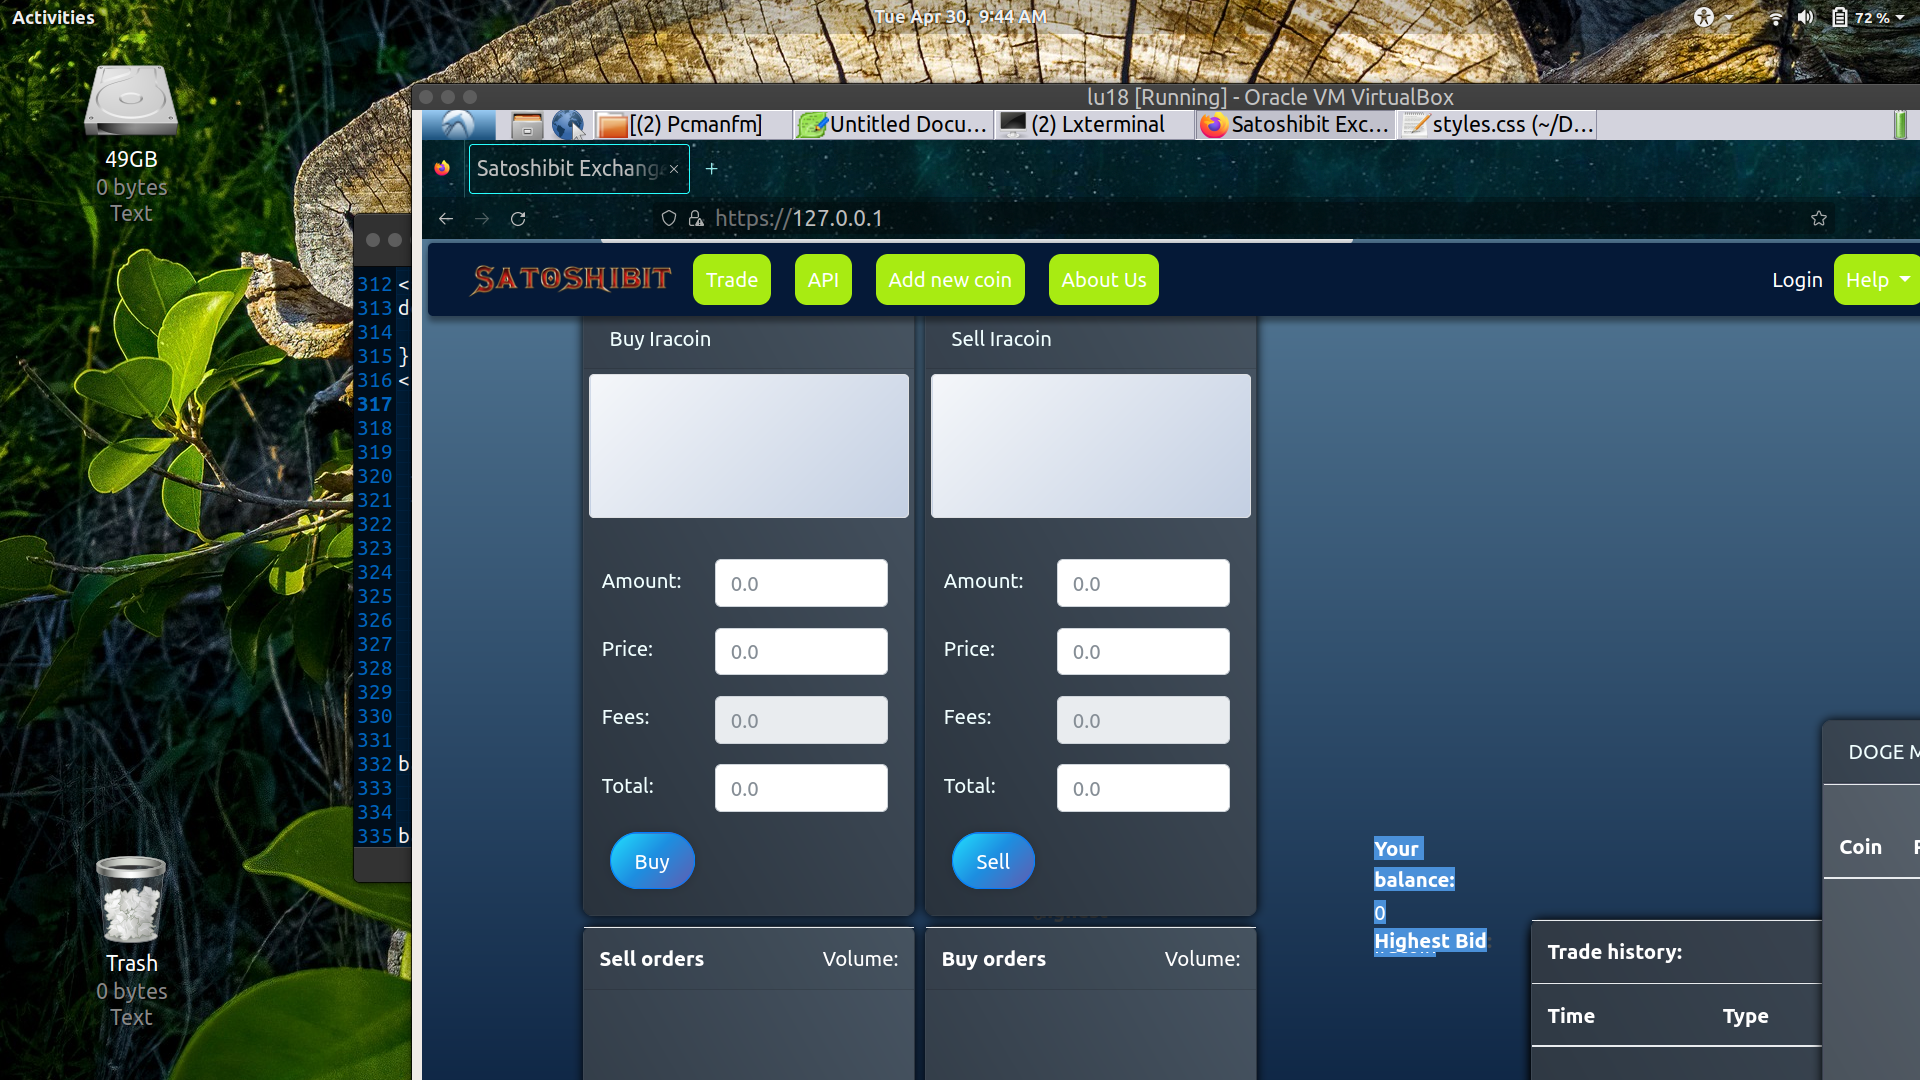 Activities
Tue Apr 30, 9:44 AM
72 %
49GB
0 bytes
Text
Trash
0 bytes
Text
312 <
313 d
314
315 }
316 <
317
318
319
320
321
322
323
324
325
326
327
328
329
330
331
332 b
333
334
335 b
lu18 [Running] - Oracle VM VirtualBox
[(2) Pcmanfm]
Untitled Docu...
(2) Lxterminal
Satoshibit Exc...
styles.css (~/D...
Satoshibit Exchang
https://127.0.0.1
SATOSHIBIT
Trade
API
Add new coin
About Us
Login
Help
Buy Iracoin
Sell Iracoin
Amount: 0.0
Price: 0.0
Fees: 0.0
Total: 0.0
Buy
Amount: 0.0
Price: 0.0
Fees: 0.0
Total: 0.0
Sell
Your
balance:
0
Highest Bid
Sell orders Volume:
Buy orders Volume:
Trade history:
Time Type
DOGE M
Coin